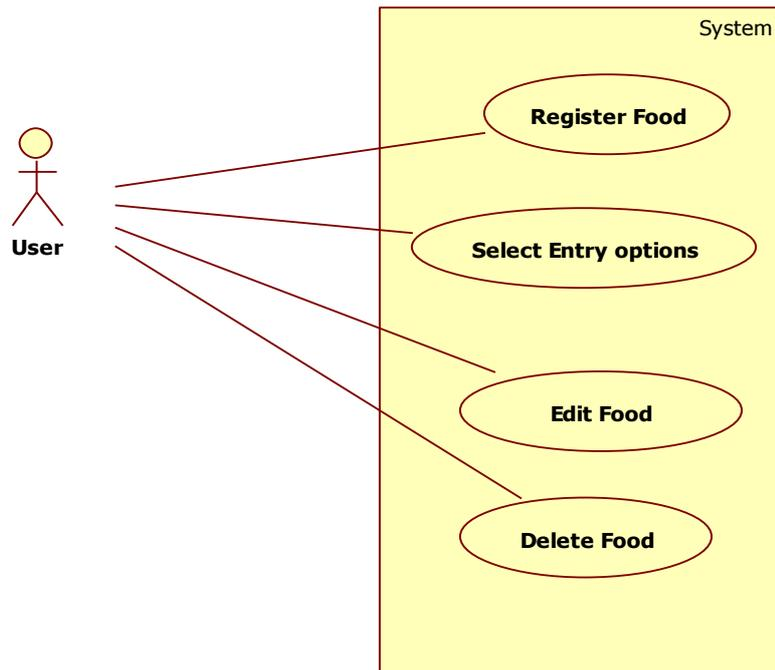 System
Register Food
User
Select Entry options
Edit Food
Delete Food